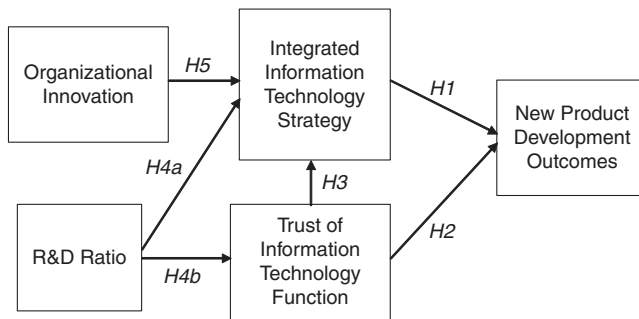 Organizational
Innovation
H5
Integrated
Information
Technology
Strategy
H1
New Product
Development
Outcomes
H4a
H3
R&D Ratio
H4b
Trust of
Information
Technology
Function
H2